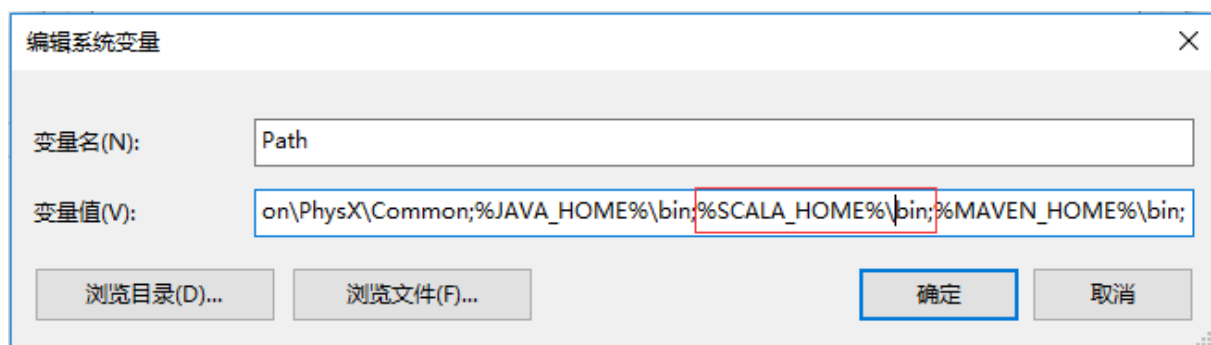 编辑系统变量
变量名(N):
Path
变量值(V):
on\PhysX\Common;%JAVA_HOME%\bin;%SCALA_HOME%\bin;%MAVEN_HOME%\bin;
浏览目录(D)...
浏览文件(F)...
确定
取消